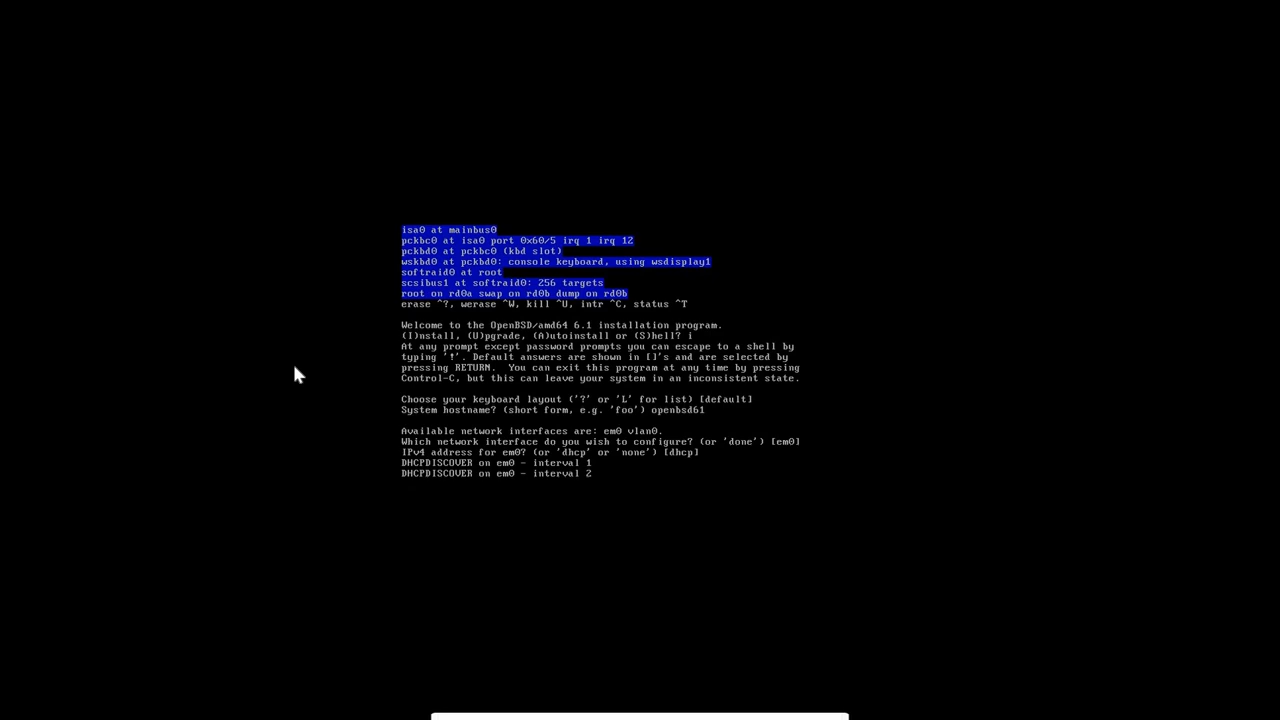 isa0 at mainbus0
pckbc0 at isa0 port 0x60/5 irq 1 irq 12
pckbd0 at pckbc0 (kbd slot)
wskbd0 at pckbd0: console keyboard, using wsdisplay1
softraid0 at root
scsibus1 at softraid0: 256 targets
root on rd0a swap on rd0b dump on rd0b
erase ^?, werase ^W, kill ^U, intr ^C, status ^T
Welcome to the OpenBSD/amd64 6.1 installation program.
(I)nstall, (U)pgrade, (A)utoinstall or (S)hell? i
At any prompt except password prompts you can escape to a shell by
typing '!'. Default answers are shown in []'s and are selected by
pressing RETURN.  You can exit this program at any time by pressing
Control-C, but this can leave your system in an inconsistent state.
Choose your keyboard layout ('?' or 'L' for list) [default]
System hostname? (short form, e.g. 'foo') openbsd61
Available network interfaces are: em0 vlan0.
Which network interface do you wish to configure? (or 'done') [em0]
IPv4 address for em0? (or 'dhcp' or 'none') [dhcp]
DHCPDISCOVER on em0 - interval 1
DHCPDISCOVER on em0 - interval 2